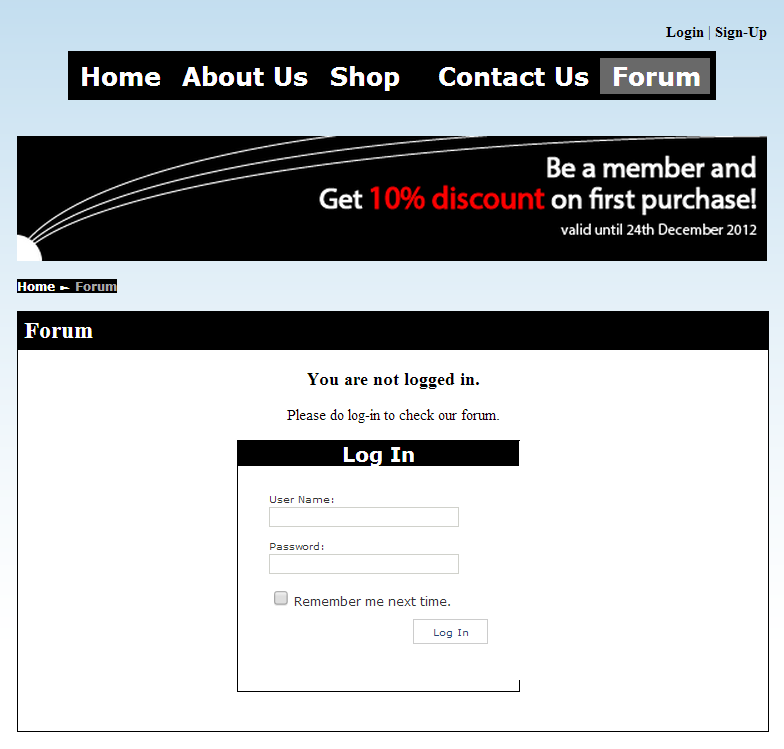 Login | Sign-Up
Home About Us Shop Contact Us Forum
Be a member and
Get 10% discount on first purchase!
valid until 24th December 2012
Home ► Forum
Forum
You are not logged in.
Please do log-in to check our forum.
Log In
User Name:
Password:
Remember me next time.
Log In